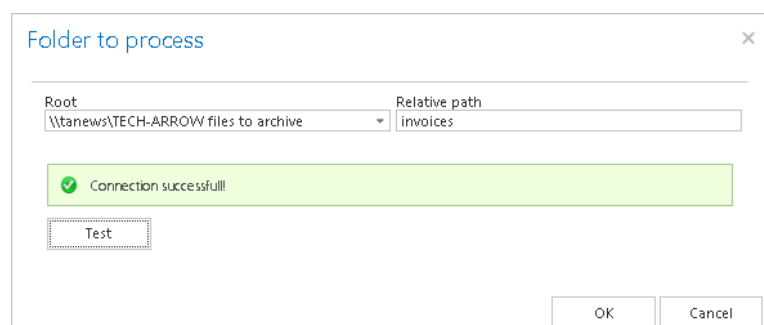 Folder to process
Root
Relative path
\\tanews\TECH-ARROW files to archive
invoices
Connection successfull!
Test
OK
Cancel